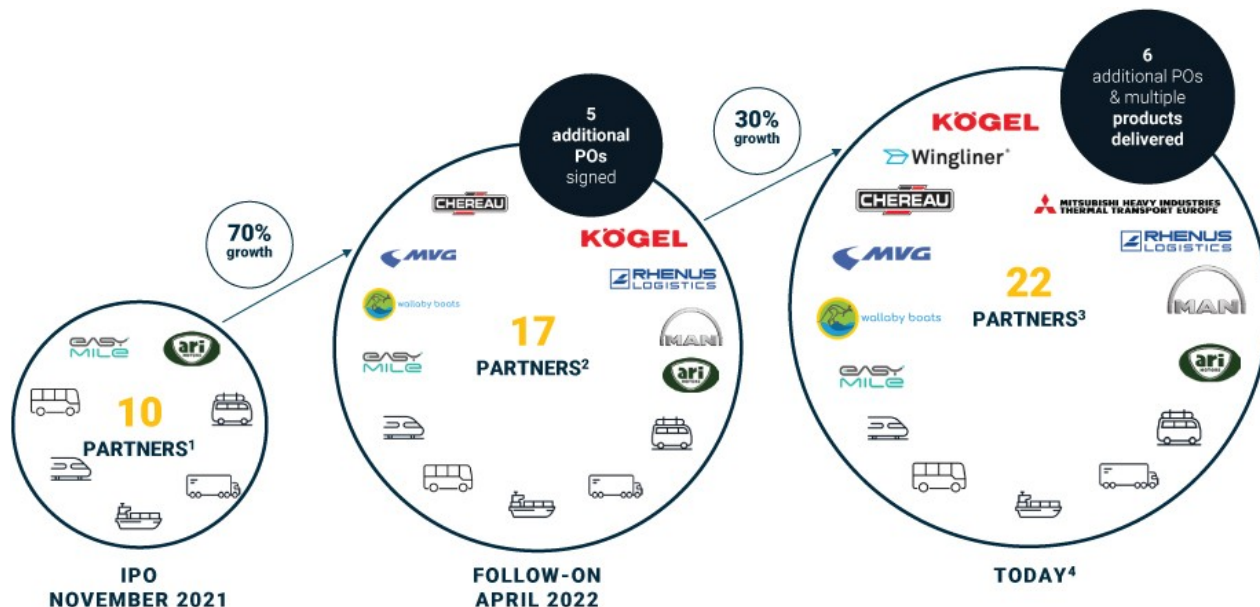 EASY
MILE
ari
MOTORS
10
PARTNERS¹
IPO
NOVEMBER 2021
70%
growth
5
additional
POs
signed
CHEREAU
KÖGEL
MVG
RHENUS
LOGISTICS
wallaby boats
17
PARTNERS²
MAN
EASY
MILE
ari
MOTORS
FOLLOW-ON
APRIL 2022
30%
growth
6
additional POs
& multiple
products
delivered
KÖGEL
Wingliner®
CHEREAU
MITSUBISHI HEAVY INDUSTRIES
THERMAL TRANSPORT EUROPE
RHENUS
LOGISTICS
MVG
22
PARTNERS³
MAN
wallaby boats
EASY
MILE
ari
MOTORS
TODAY⁴